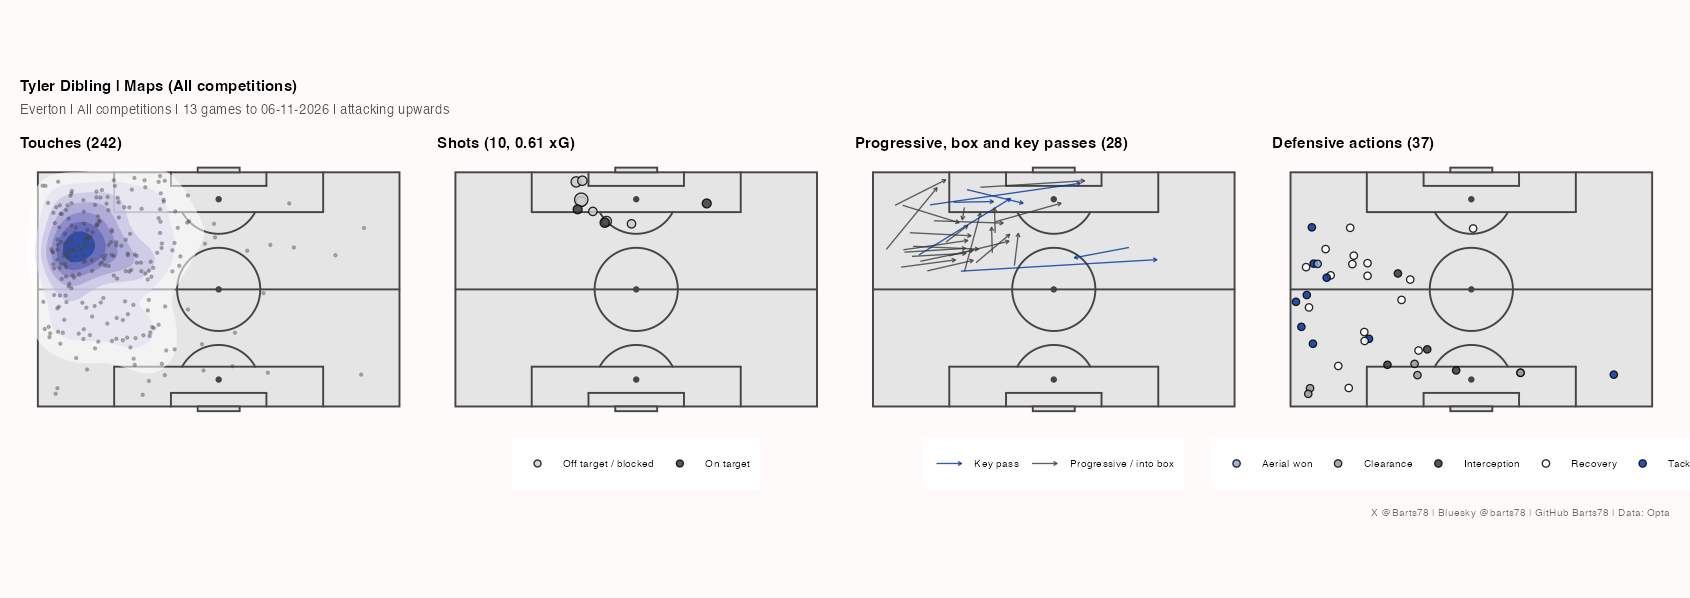 Tyler Dibling | Maps (All competitions)
Everton | All competitions | 13 games to 06-11-2026 | attacking upwards
Touches (242)
Shots (10, 0.61 xG)
Progressive, box and key passes (28)
Defensive actions (37)
Off target / blocked
On target
Key pass
Progressive / into box
Aerial won
Clearance
Interception
Recovery
Tack
X @Barts78 | Bluesky @barts78 | GitHub Barts78 | Data: Opta